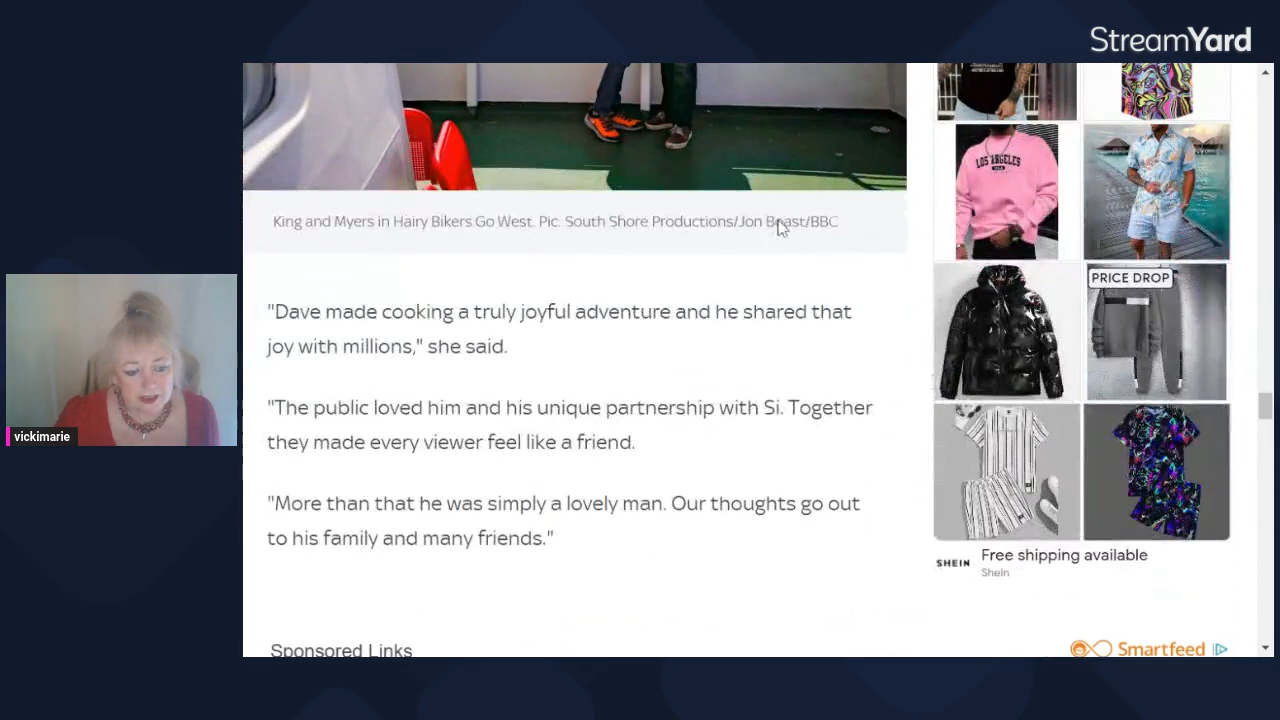 StreamYard
LOS ANGELES
King and Myers in Hairy Bikers Go West. Pic: South Shore Productions/Jon Beast/BBC
PRICE DROP
"Dave made cooking a truly joyful adventure and he shared that
joy with millions," she said.
"The public loved him and his unique partnership with Si. Together
they made every viewer feel like a friend.
vickimarie
"More than that he was simply a lovely man. Our thoughts go out
to his family and many friends."
SHEIN
Free shipping available
SheIn
Sponsored Links
Smartfeed